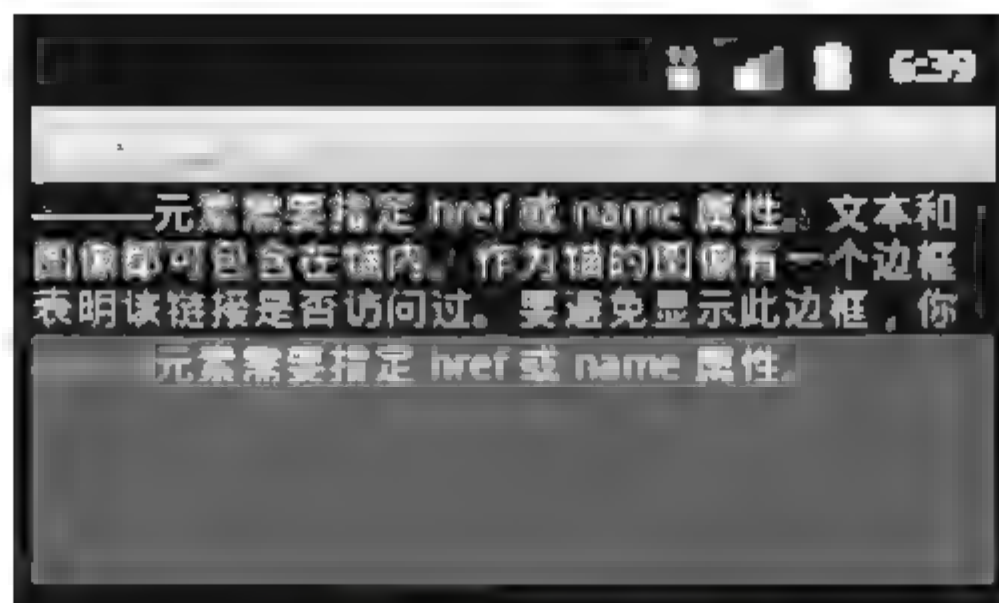 6:39
元素需要指定 href 或 name 属性。 文本和
图像都可包含在锚内。 作为锚的图像有一个边框
表明该链接是否访问过。 要避免显示此边框，你
元素需要指定 href 或 name 属性。